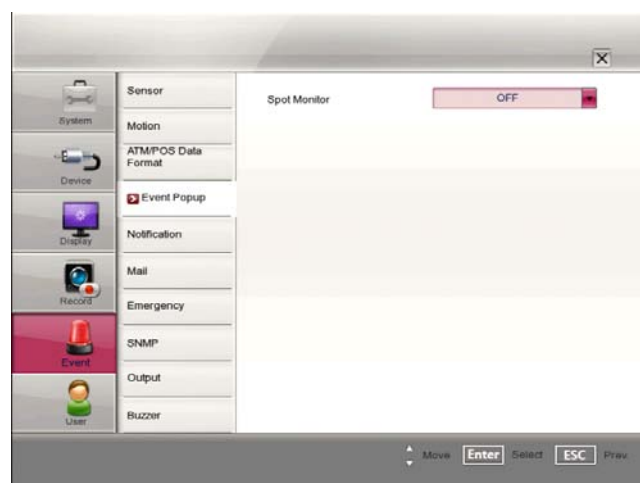 System
Device
Display
Record
Event
User
Sensor
Motion
ATM/POS Data
Format
Event Popup
Notification
Mail
Emergency
SNMP
Output
Buzzer
Spot Monitor
OFF
Move Enter Select ESC Prev